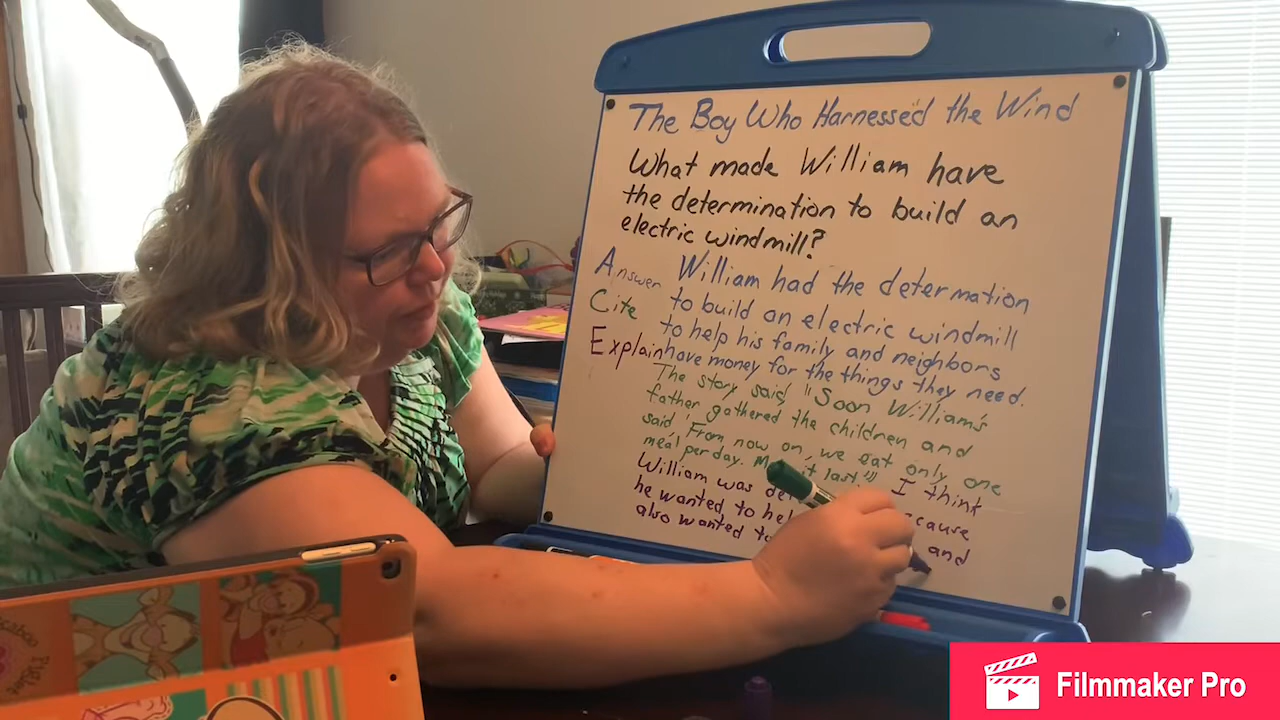 The Boy Who Harnessed the Wind
What made William have
the determination to build an
electric windmill?
Answer William had the determation
Cite to build an electric windmill
to help his family and neighbors
Explain have money for the things they need.
The story said, "Soon William's
father gathered the children and
said 'From now on, we eat only one
meal per day. it last.'" I think
William was
he wanted to
also wanted and
Filmmaker Pro